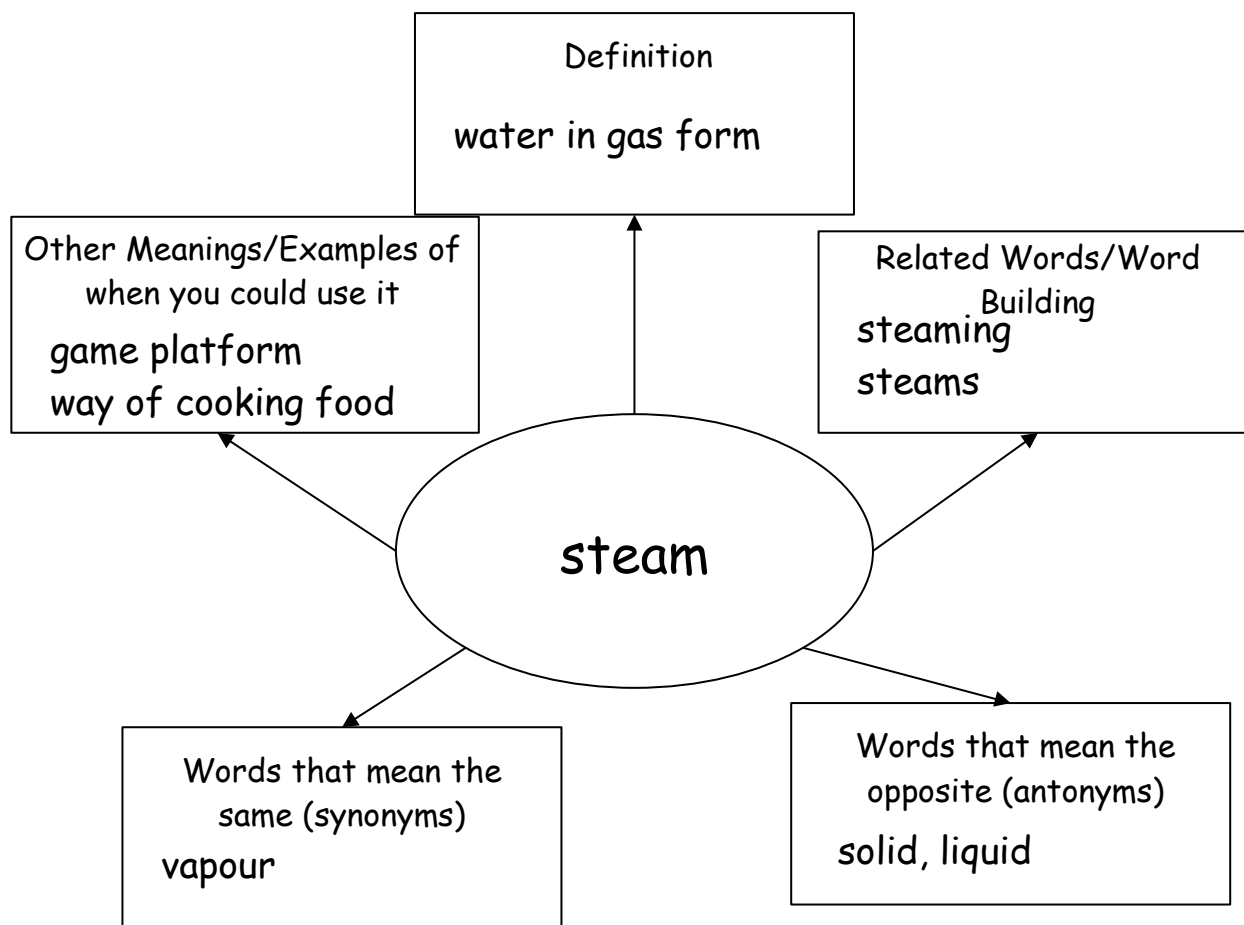 Definition
water in gas form
Other Meanings/Examples of
when you could use it
game platform
way of cooking food
Related Words/Word
Building
steaming
steams
steam
Words that mean the
same (synonyms)
vapour
Words that mean the
opposite (antonyms)
solid, liquid